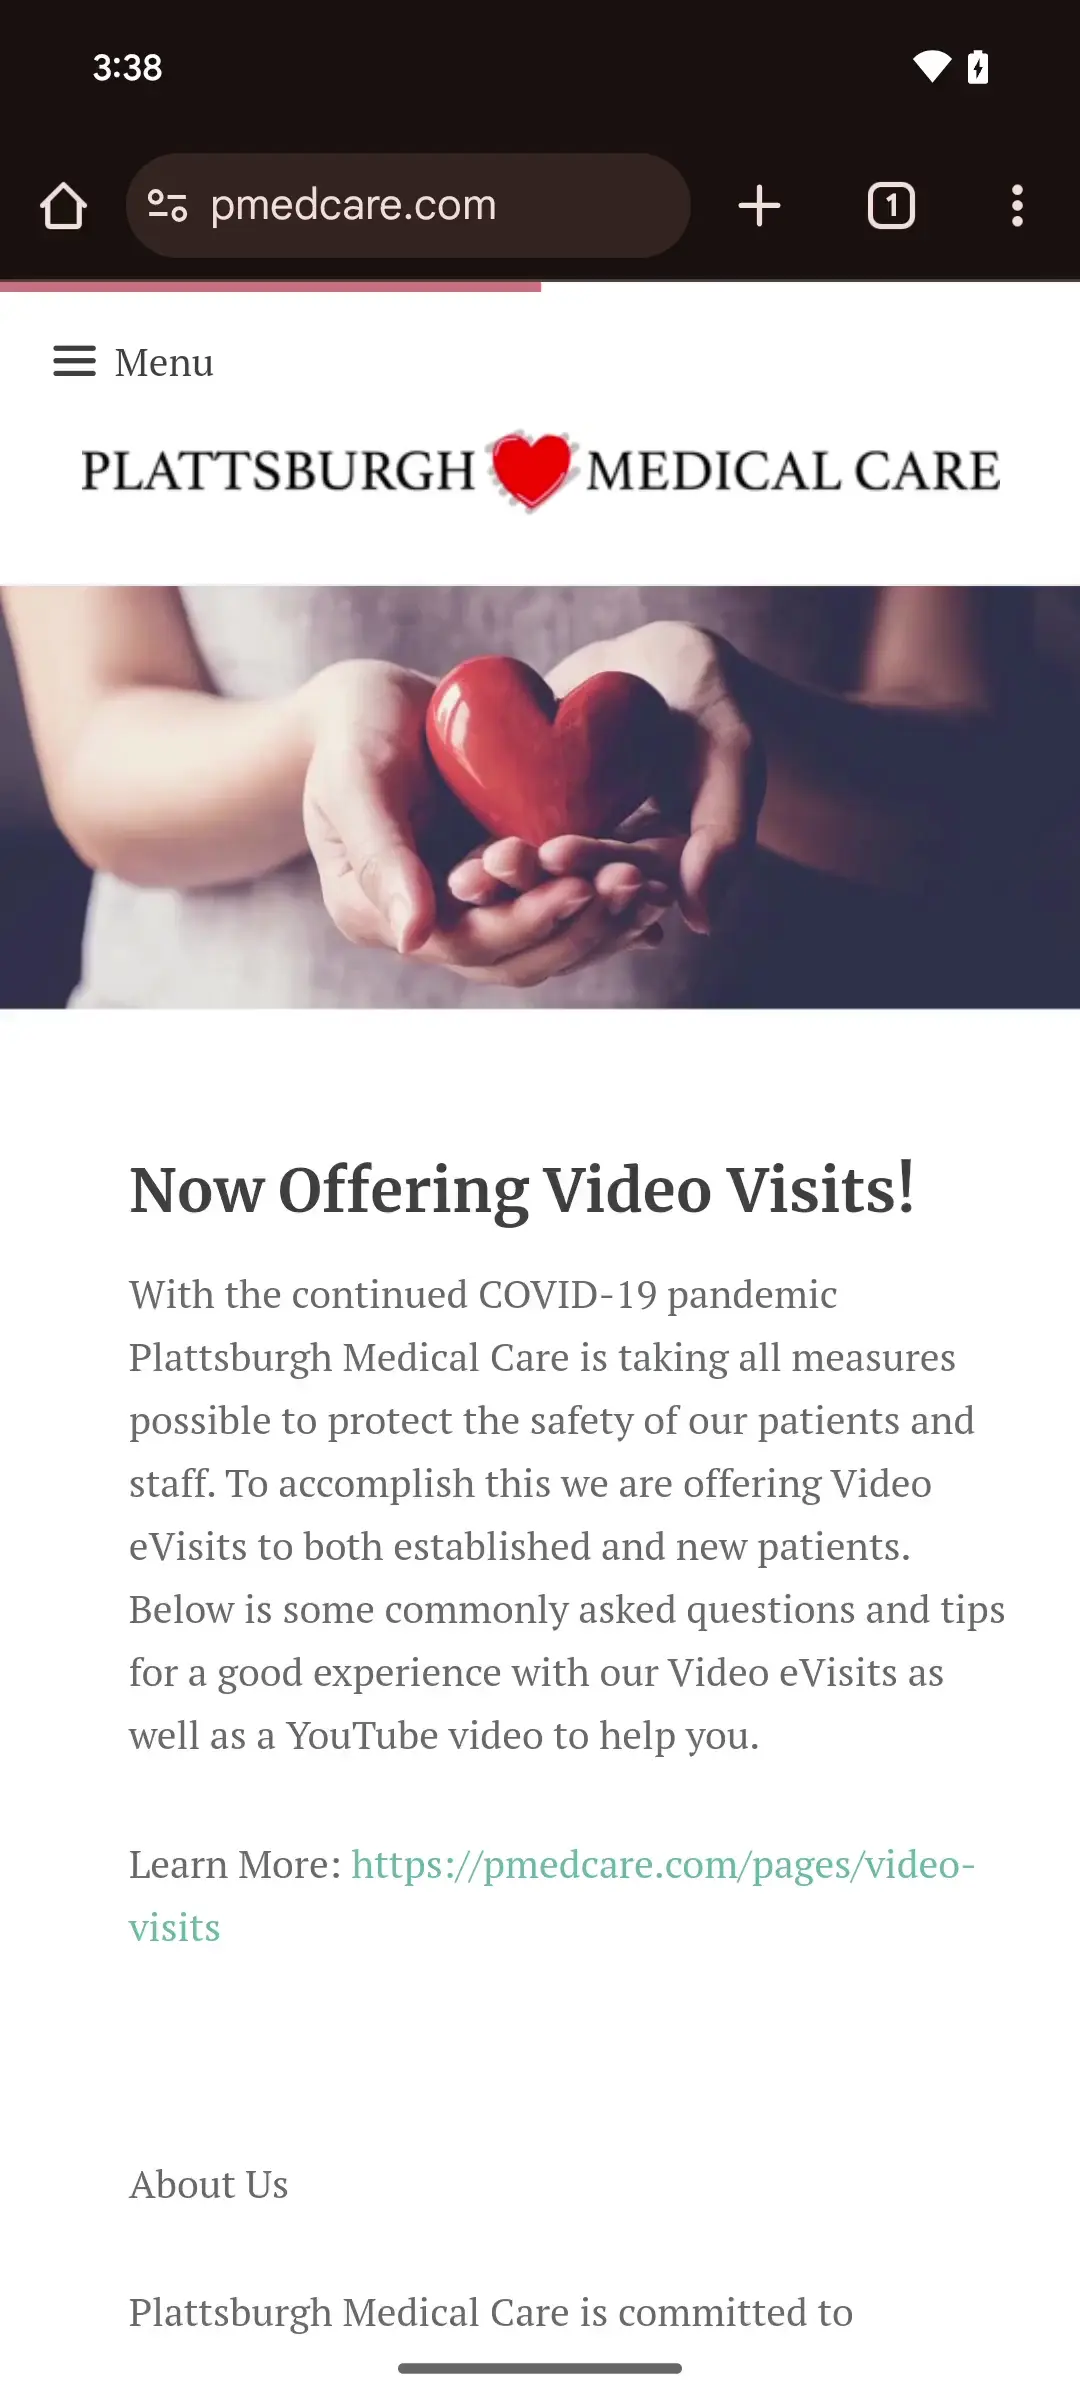 3:38
pmedcare.com
1
Menu
PLATTSBURGH MEDICAL CARE
Now Offering Video Visits!
With the continued COVID-19 pandemic
Plattsburgh Medical Care is taking all measures
possible to protect the safety of our patients and
staff. To accomplish this we are offering Video
eVisits to both established and new patients.
Below is some commonly asked questions and tips
for a good experience with our Video eVisits as
well as a YouTube video to help you.
Learn More: https://pmedcare.com/pages/video-
visits
About Us
Plattsburgh Medical Care is committed to